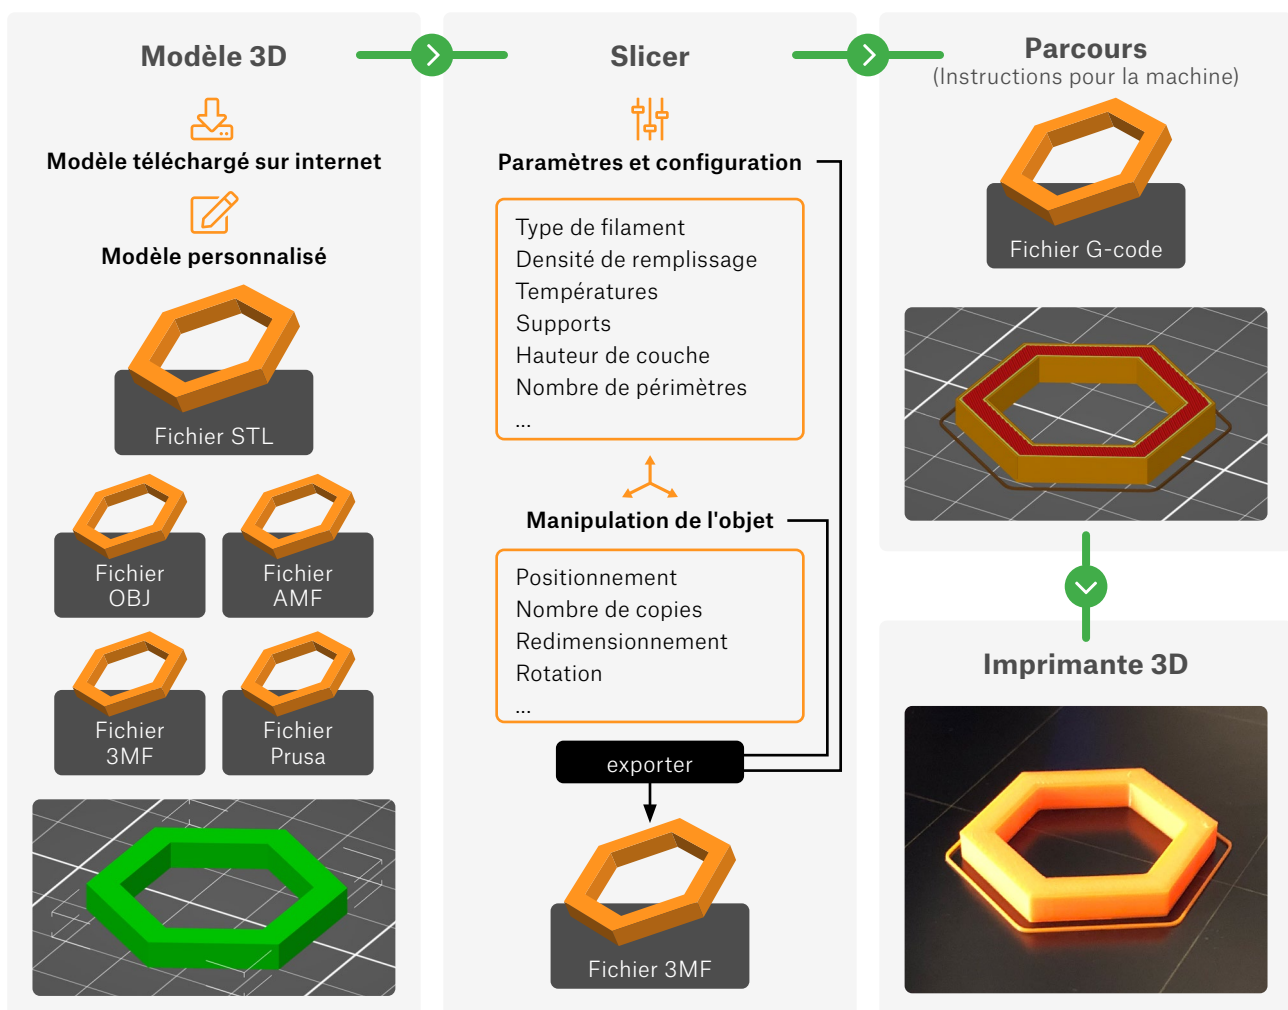 Modèle 3D
Modèle téléchargé sur internet
Modèle personnalisé
Fichier STL
Fichier
OBJ
Fichier
AMF
Fichier
3MF
Fichier
Prusa
Slicer
Paramètres et configuration
Type de filament
Densité de remplissage
Températures
Supports
Hauteur de couche
Nombre de périmètres
...
Manipulation de l'objet
Positionnement
Nombre de copies
Redimensionnement
Rotation
...
exporter
Fichier 3MF
Parcours
(Instructions pour la machine)
Fichier G-code
Imprimante 3D